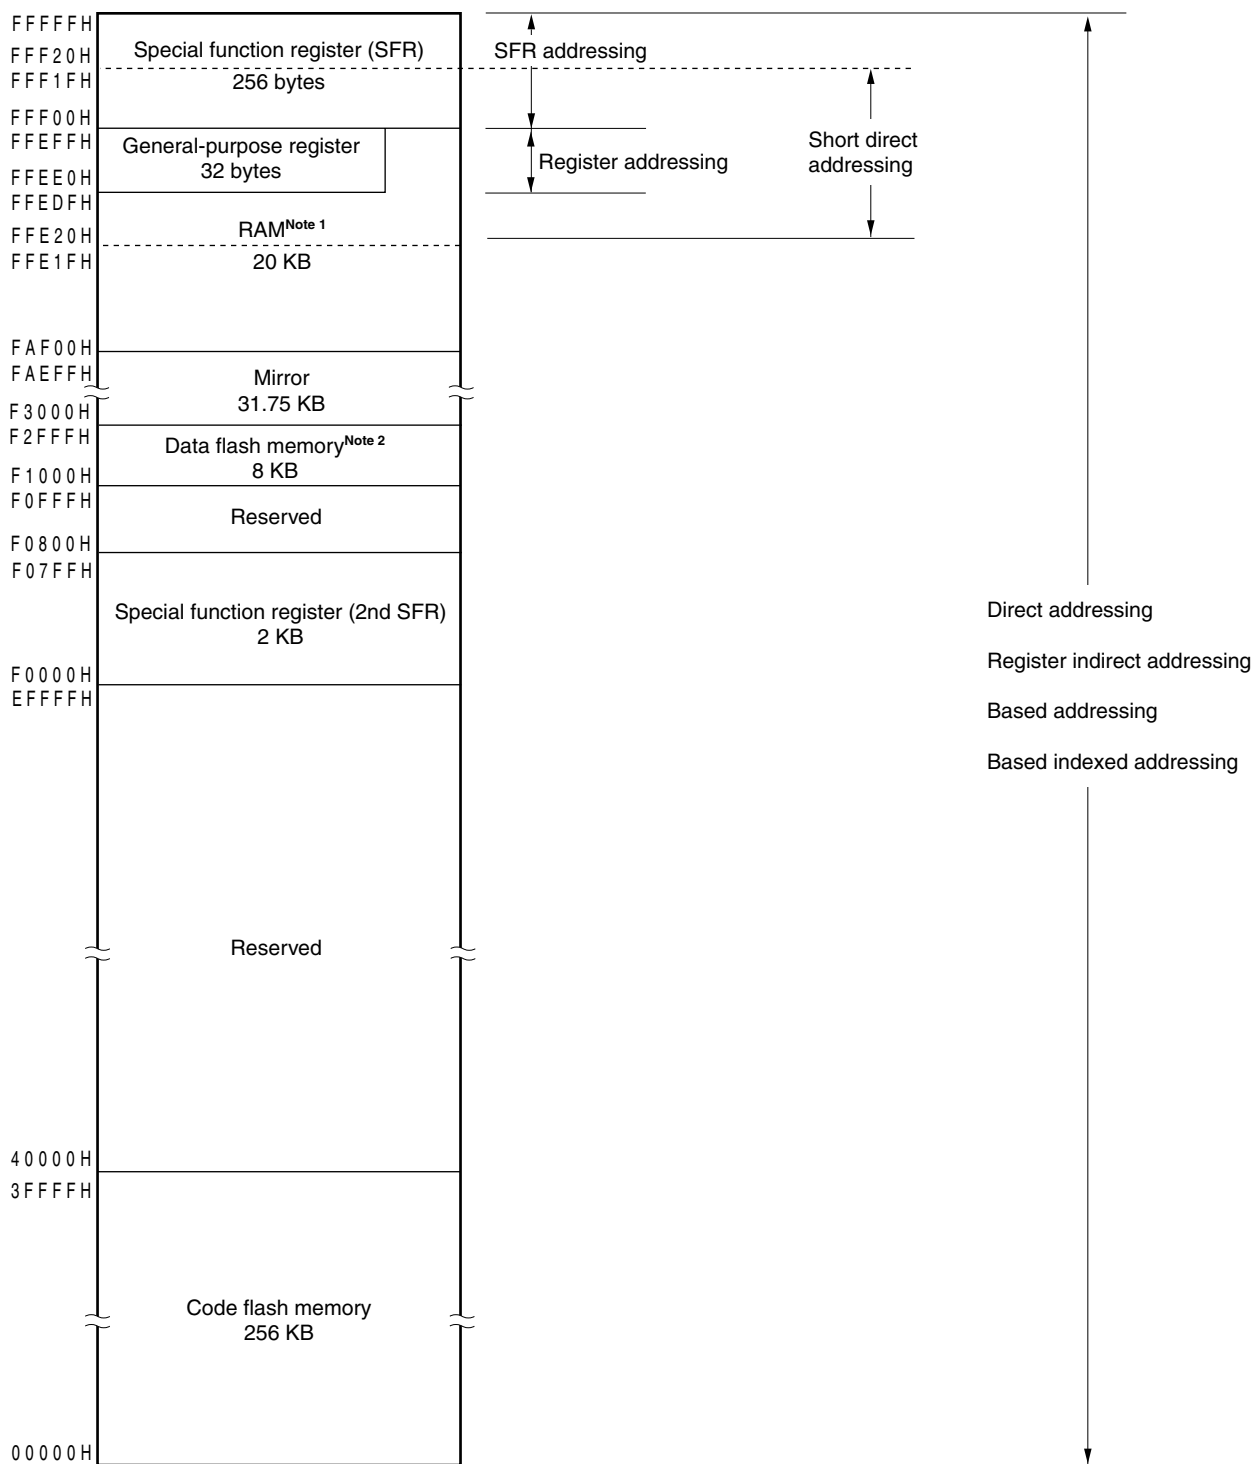 FFFFFH
Special function register (SFR)
SFR addressing
FFF20H
FFF1FH
256 bytes
FFF00H
FFEFFH
General-purpose register
32 bytes
Register addressing
Short direct
addressing
FFEE0H
FFEDFH
RAMNote 1
FFE20H
FFE1FH
20 KB
FAF00H
FAEFFH
Mirror
31.75 KB
F3000H
F2FFFH
Data flash memoryNote 2
8 KB
F1000H
F0FFFH
Reserved
F0800H
F07FFH
Special function register (2nd SFR)
2 KB
Direct addressing
Register indirect addressing
Based addressing
Based indexed addressing
F0000H
EFFFFH
Reserved
40000H
3FFFFH
Code flash memory
256 KB
00000H